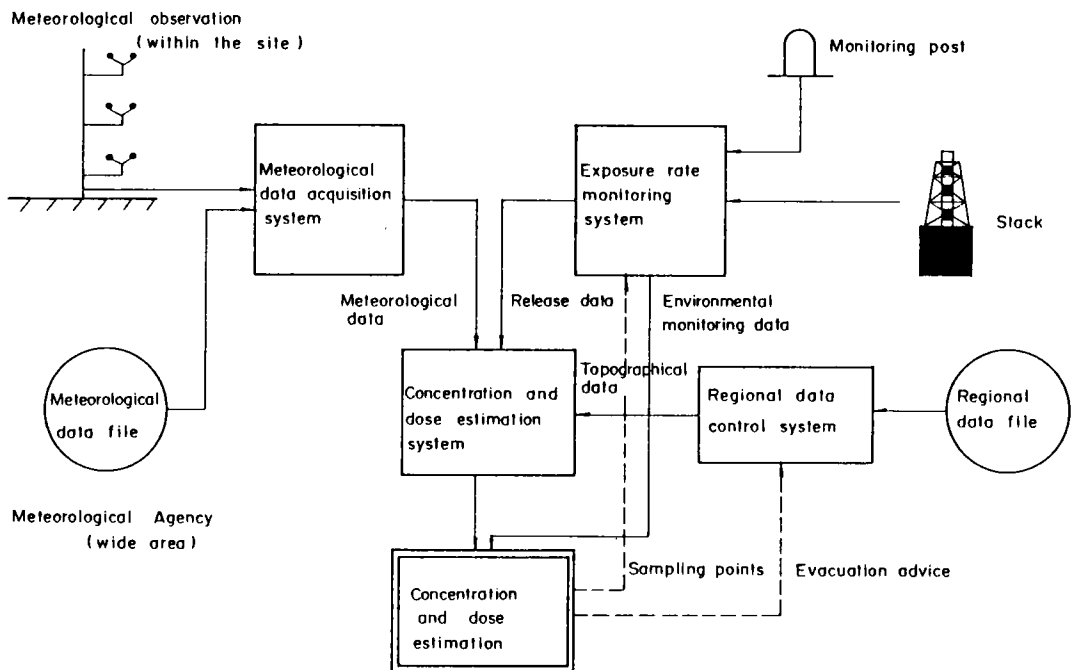 Meteorological observation
(within the site)
Monitoring post
Meteorological
data acquisition
system
Exposure rate
monitoring
system
Stack
Meteorological
data
Release data
Environmental
monitoring data
Meteorological
data file
Concentration and
dose estimation
system
Topographical
data
Regional data
control system
Regional
data file
Meteorological Agency
(wide area)
Sampling points
Evacuation advice
Concentration
and dose
estimation